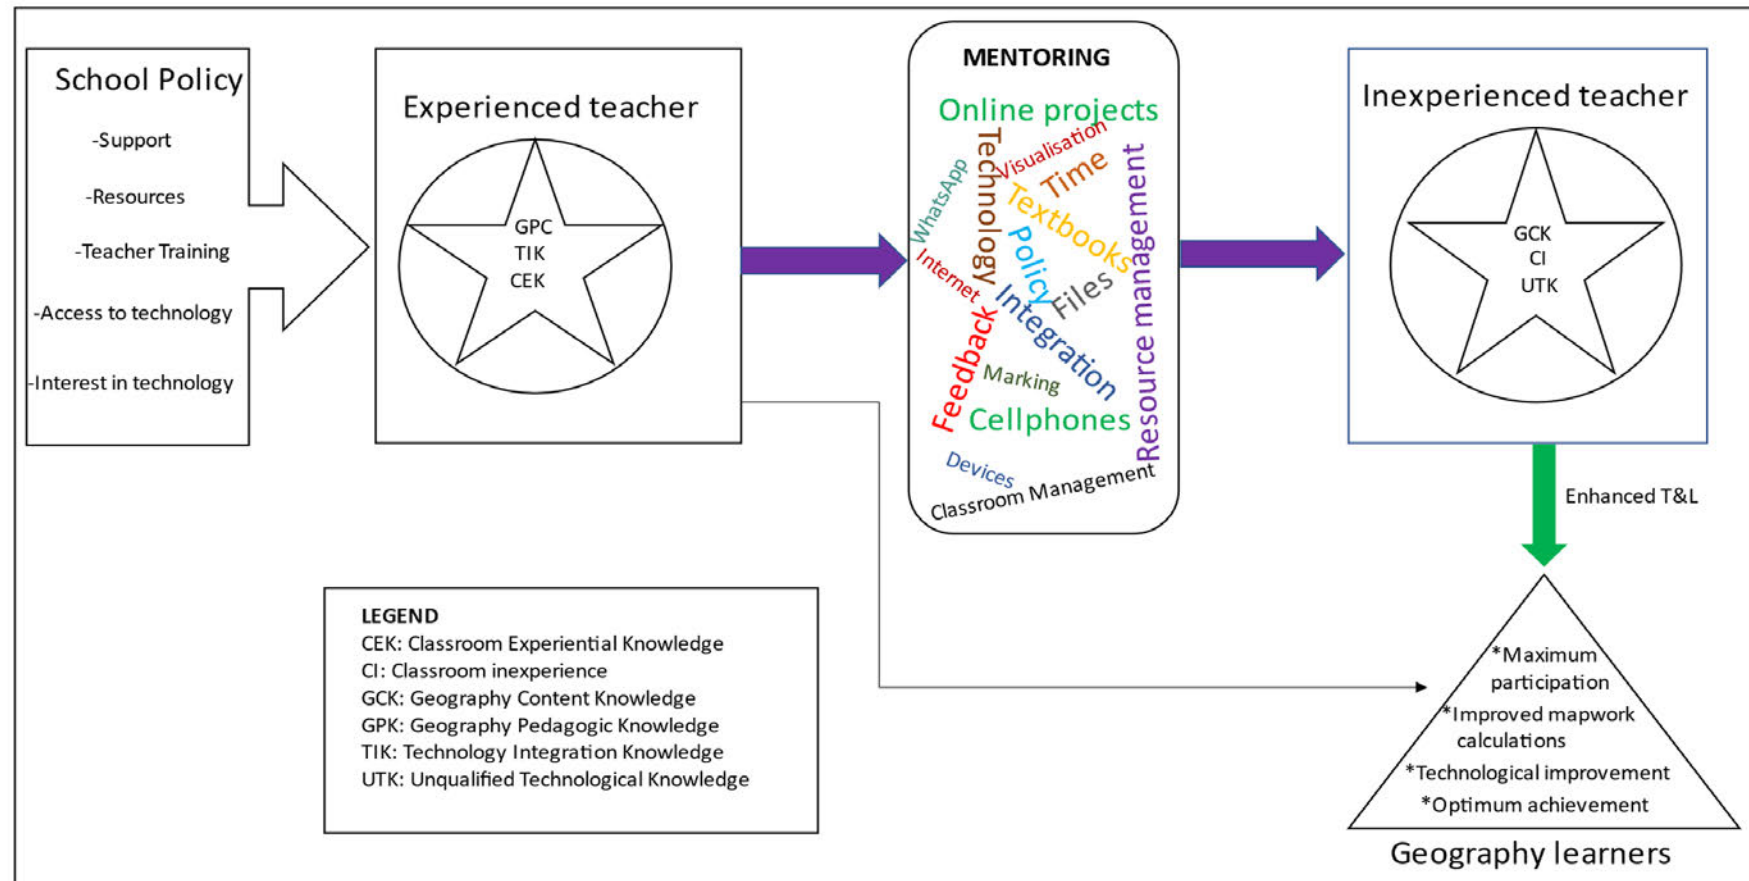 School Policy
-Support
-Resources
-Teacher Training
-Access to technology
-Interest in technology
Experienced teacher
GPC
TIK
CEK
MENTORING
Online projects
Visualisation
Technology
Time
WhatsApp
Textbooks
Resource management
Policy
Internet
Files
Integration
Feedback
Marking
Cellphones
Devices
Classroom Management
Inexperienced teacher
GCK
CI
UTK
Enhanced T&L
*Maximum
participation
*Improved mapwork
calculations
*Technological improvement
*Optimum achievement
Geography learners
LEGEND
CEK: Classroom Experiential Knowledge
CI: Classroom inexperience
GCK: Geography Content Knowledge
GPK: Geography Pedagogic Knowledge
TIK: Technology Integration Knowledge
UTK: Unqualified Technological Knowledge